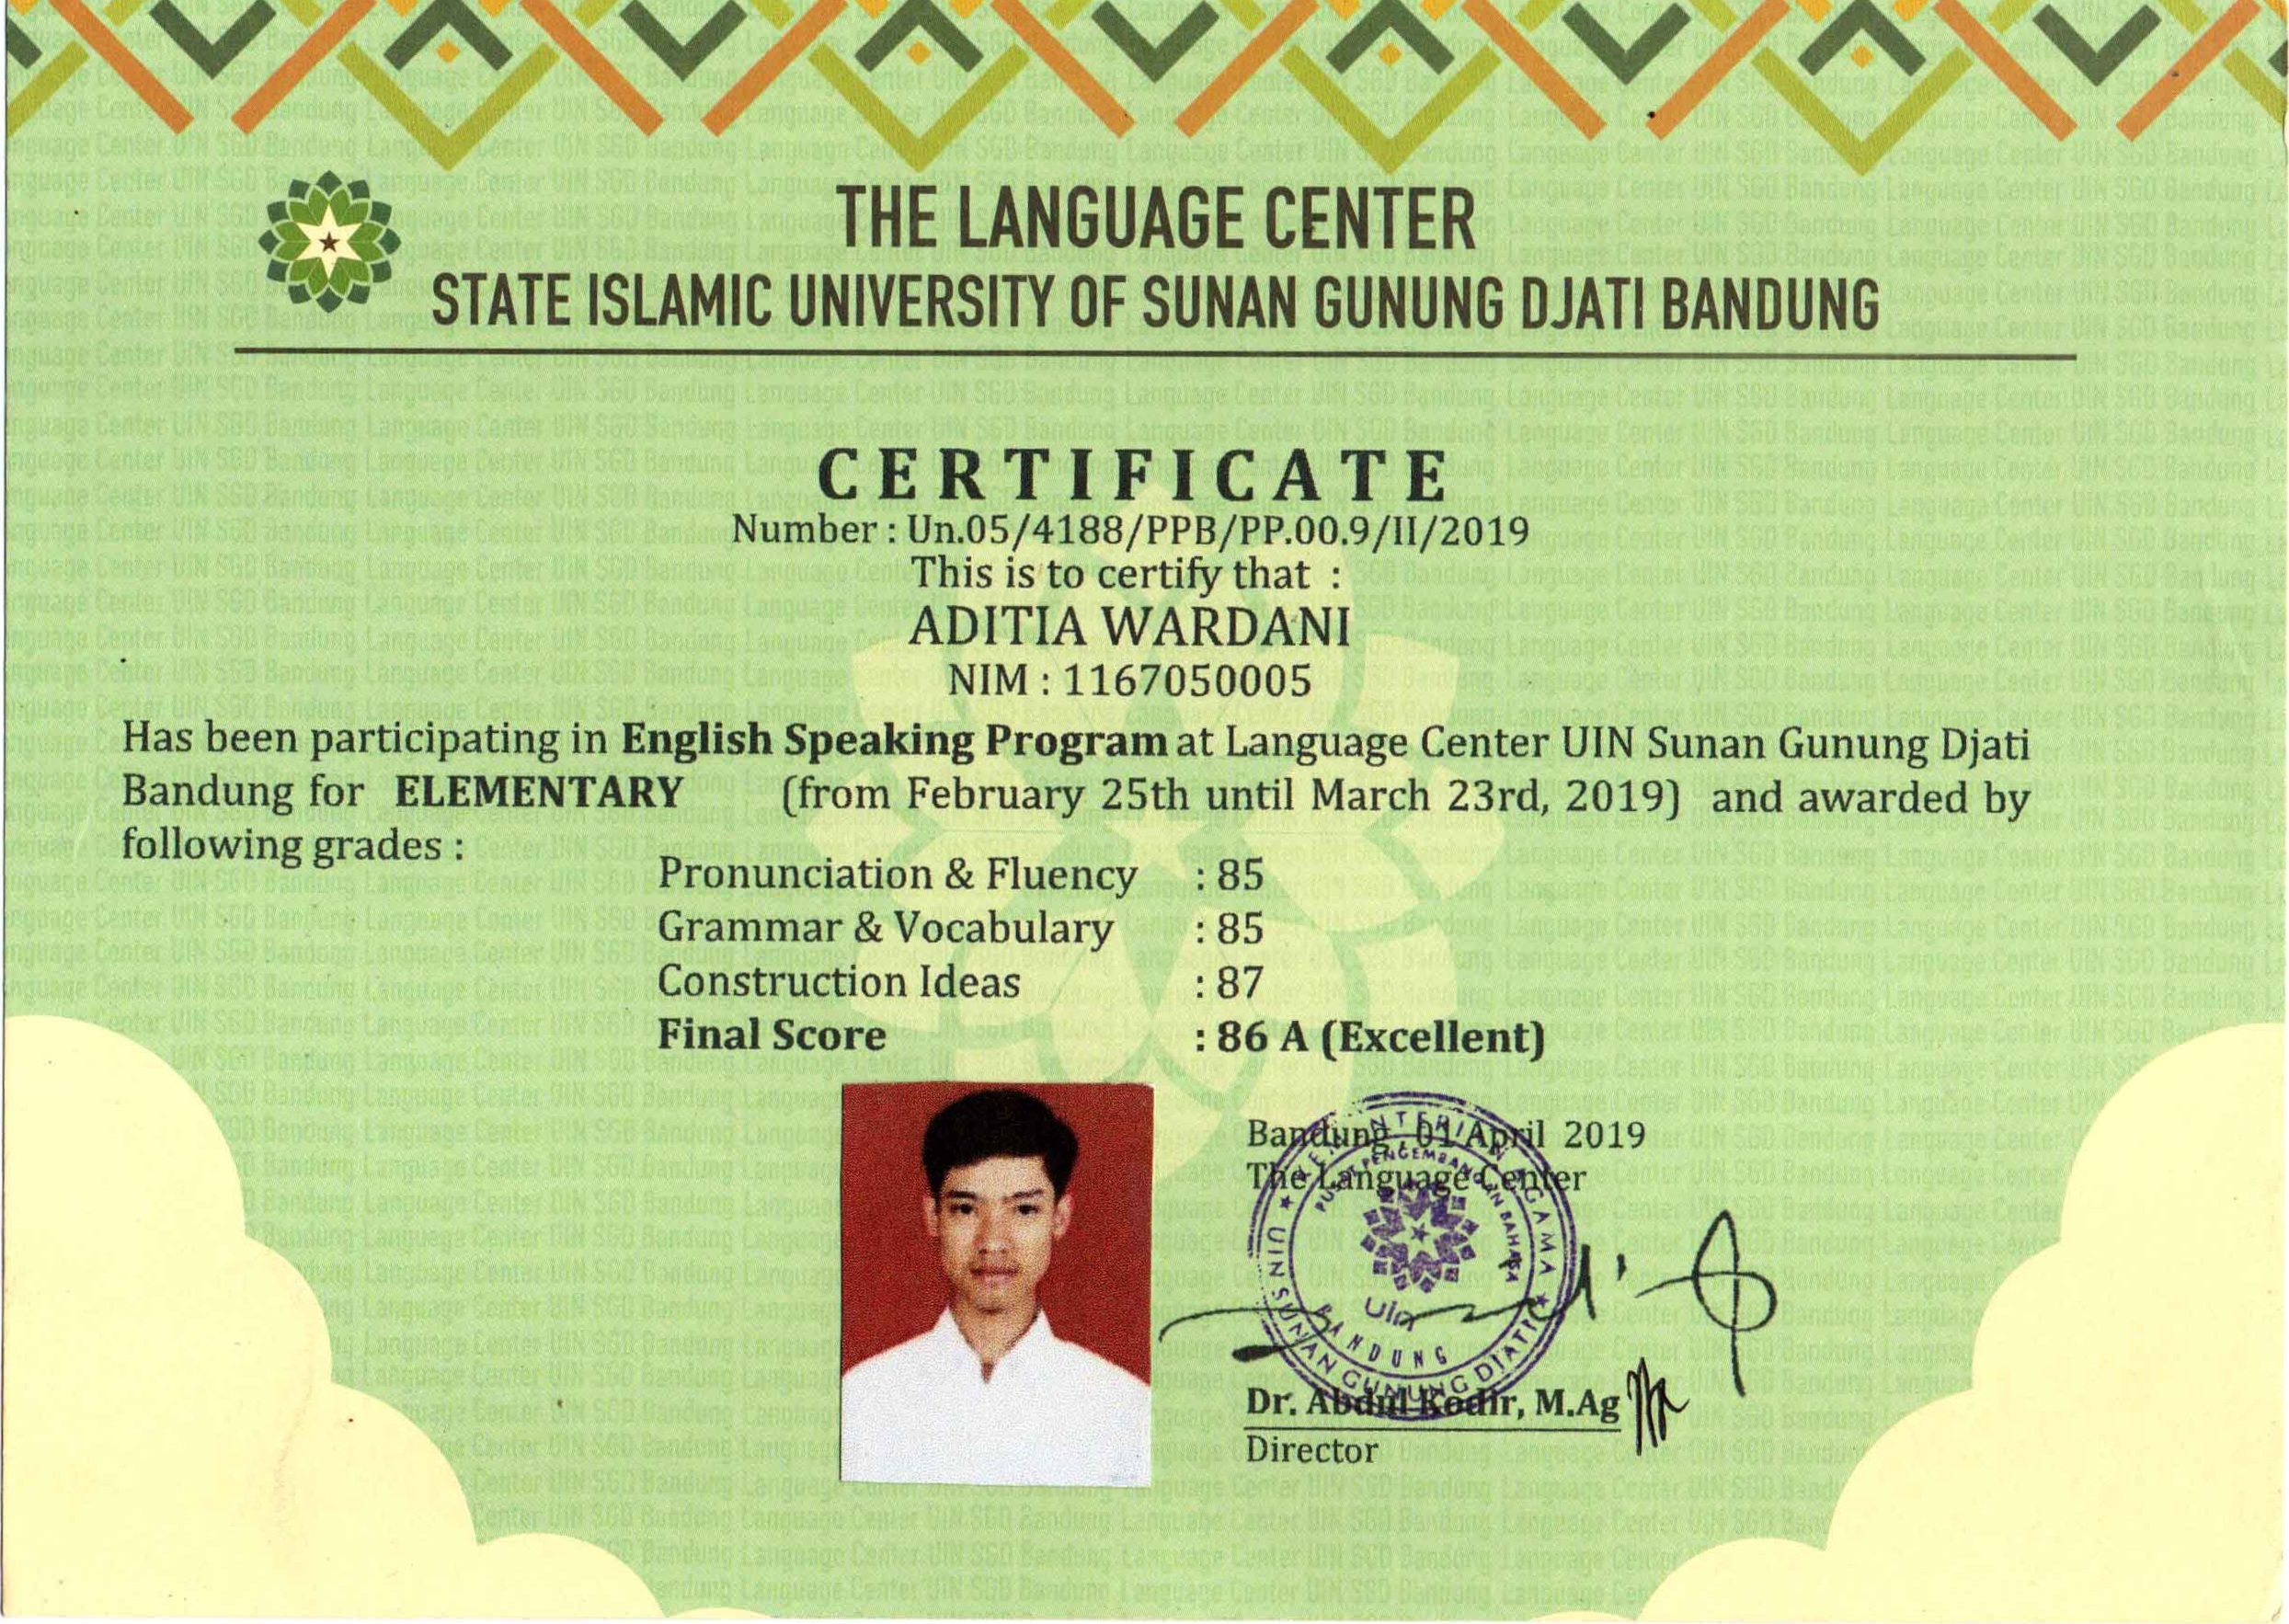 THE LANGUAGE CENTER
STATE ISLAMIC UNIVERSITY OF SUNAN GUNUNG DJATI BANDUNG
CERTIFICATE
Number : Un.05/4188/PPB/PP.00.9/II/2019
This is to certify that :
ADITIA WARDANI
NIM : 1167050005
Has been participating in English Speaking Program at Language Center UIN Sunan Gunung Djati
Bandung for ELEMENTARY (from February 25th until March 23rd, 2019) and awarded by
following grades :
Pronunciation & Fluency : 85
Grammar & Vocabulary : 85
Construction Ideas : 87
Final Score : 86 A (Excellent)
Bandung, 01 April 2019
The Language Center
KEMENTERIAN AGAMA
PUSAT PENGEMBANGAN BAHASA
uin
BANDUNG
UIN SUNAN GUNUNG DJATI
Dr. Abdul Kodir, M.Ag
Director